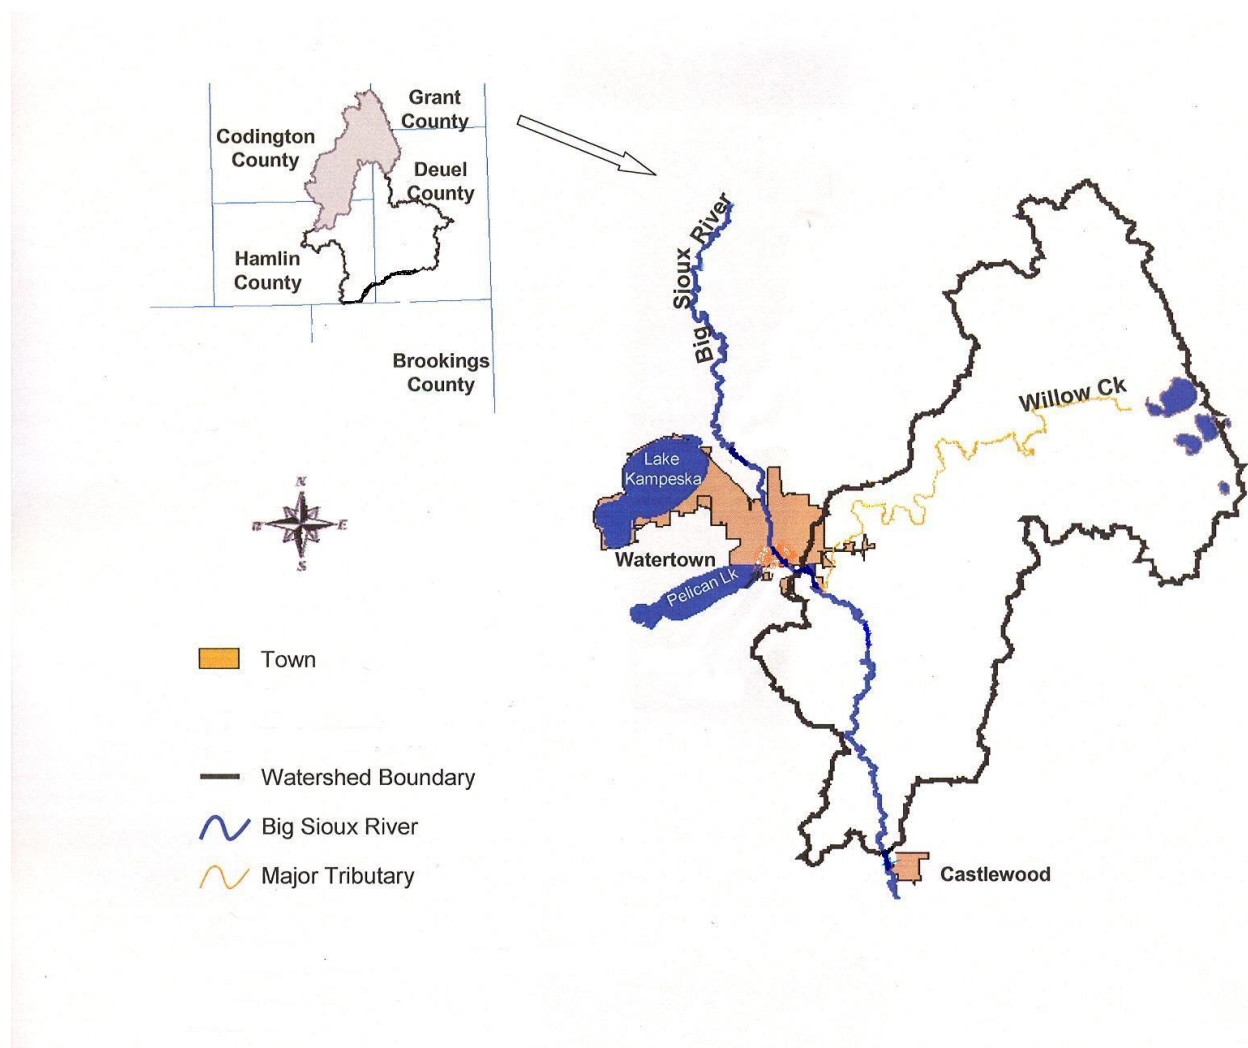 Grant
County
Codington
County
Deuel
County
Hamlin
County
Brookings
County
Big Sioux River
Willow Ck
Lake
Kampeska
Watertown
Pelican Lk
N
W
E
S
Town
Watershed Boundary
Big Sioux River
Major Tributary
Castlewood